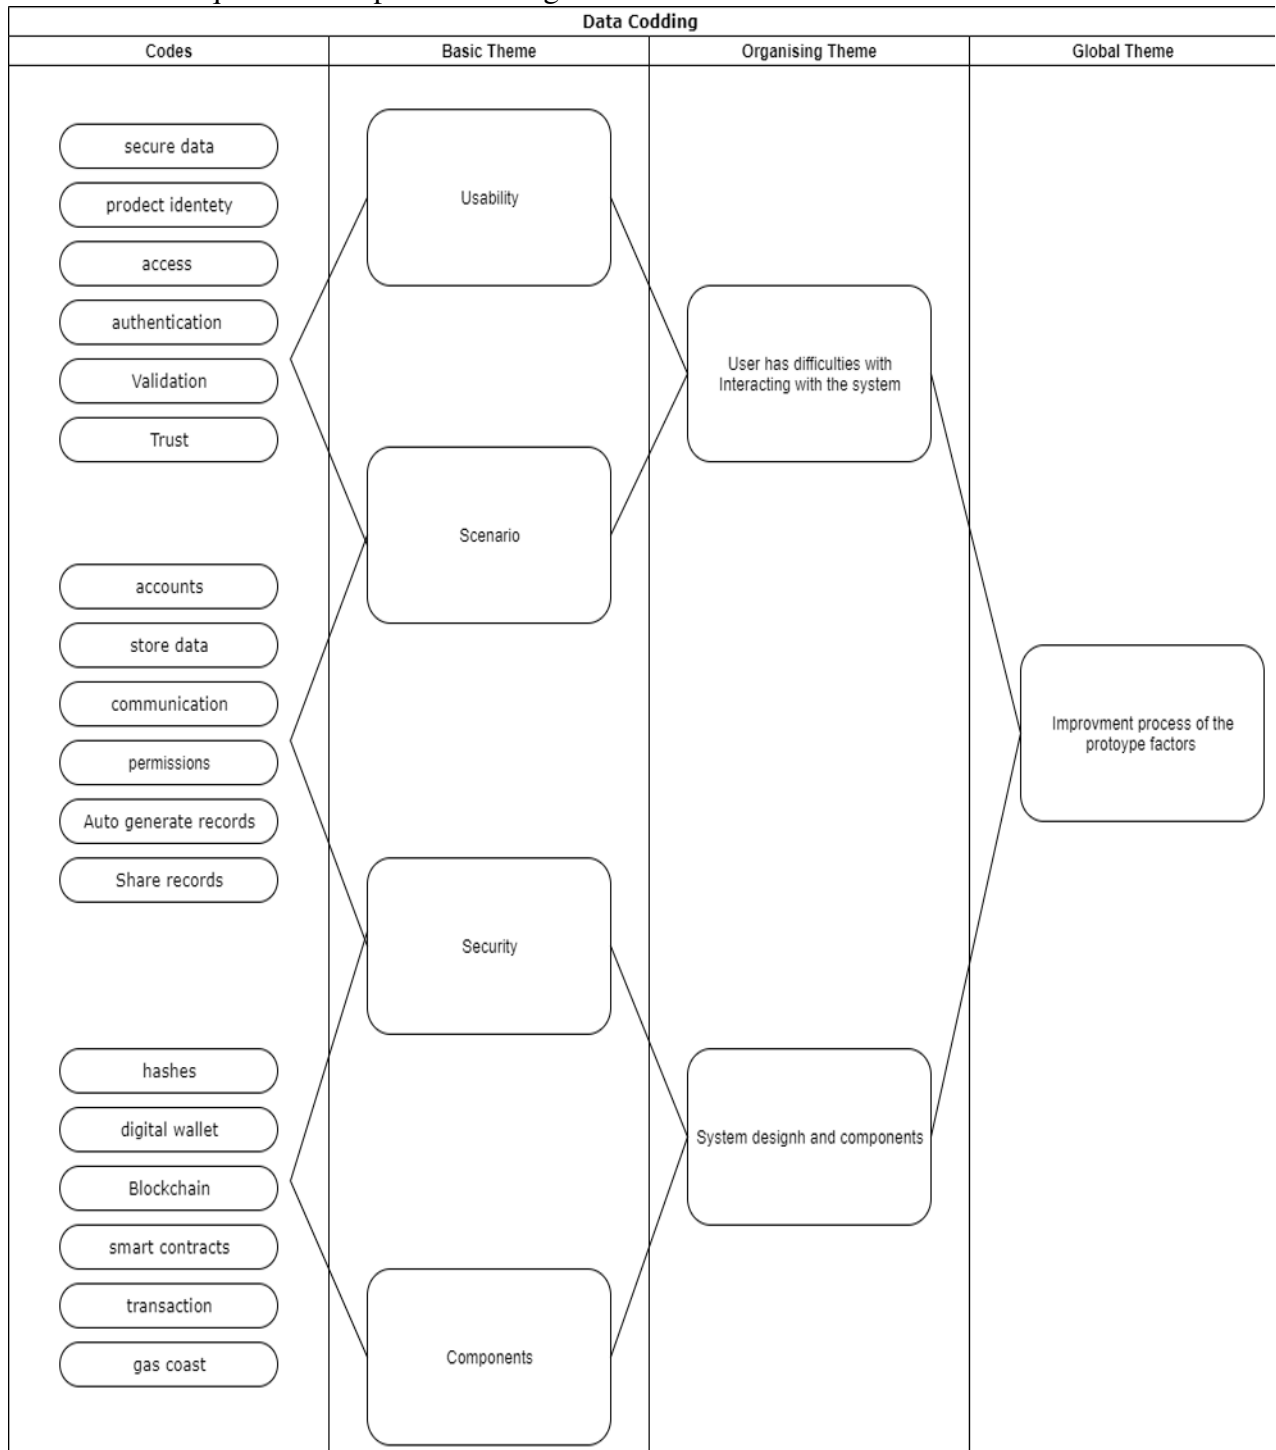 Data Codding
Codes
Basic Theme
Organising Theme
Global Theme
secure data
prodect identety
access
authentication
Validation
Trust
accounts
store data
communication
permissions
Auto generate records
Share records
hashes
digital wallet
Blockchain
smart contracts
transaction
gas coast
Usability
Scenario
Security
Components
User has difficulties with
Interacting with the system
System designh and components
Improvment process of the
protoype factors